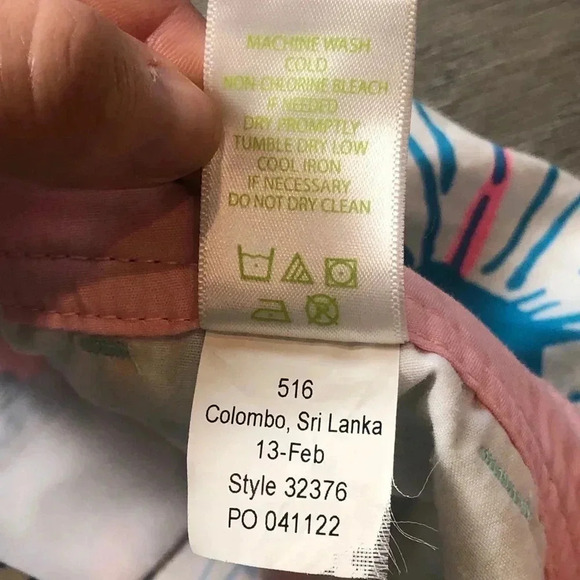 MACHINE WASH
COLD
NON-CHLORINE BLEACH
IF NEEDED
DRY PROMPTLY
TUMBLE DRY LOW
COOL IRON
IF NECESSARY
DO NOT DRY CLEAN
516
Colombo, Sri Lanka
13-Feb
Style 32376
PO 041122